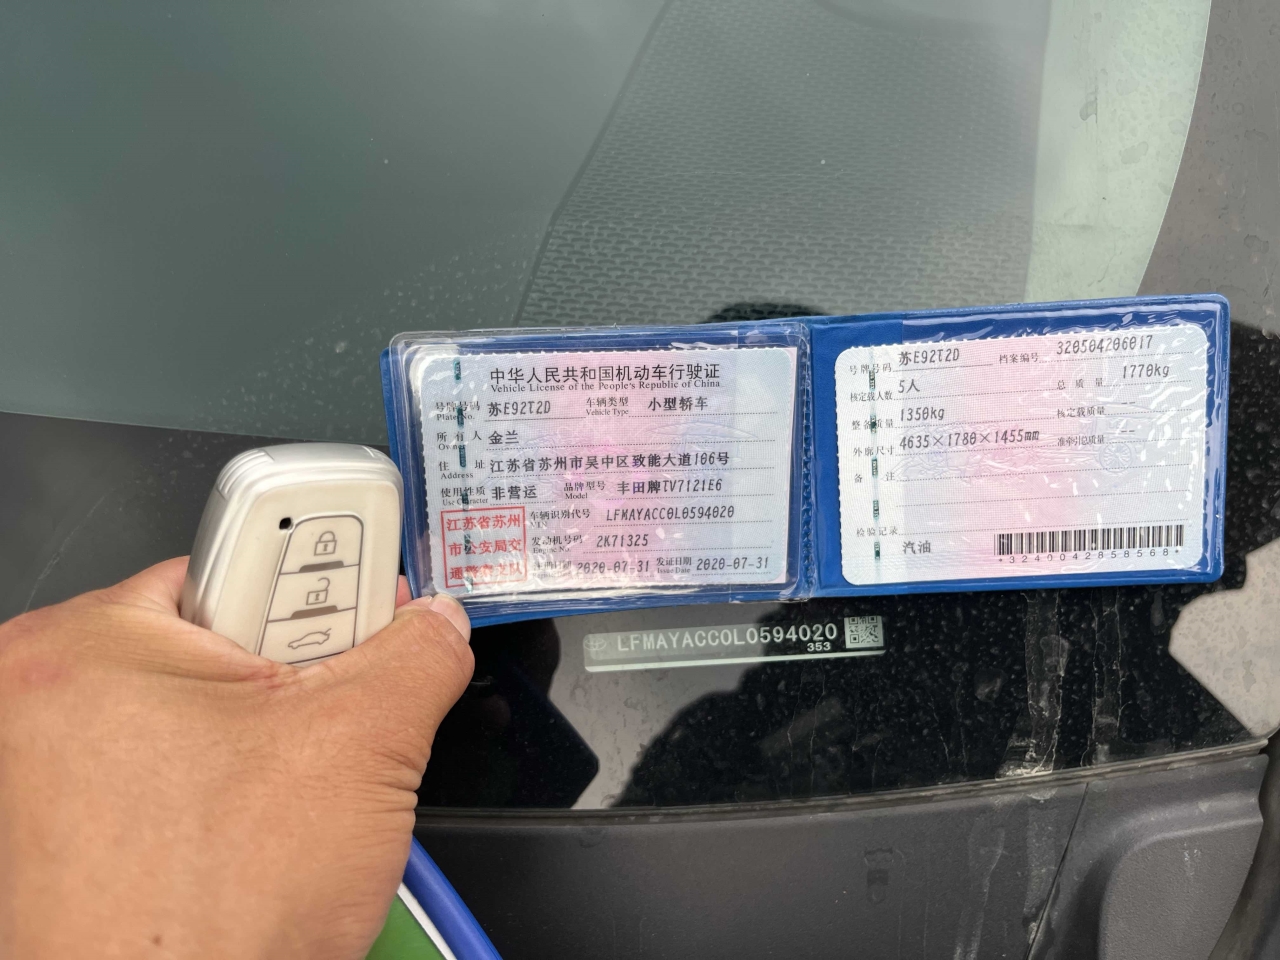 中华人民共和国机动车行驶证
Vehicle License of the People's Republic of China
号牌号码 苏E92T2D 车辆类型 小型轿车
Plate No. Vehicle Type
所有人 金兰
Owner
住址 江苏省苏州市吴中区致能大道106号
Address
使用性质 非营运 品牌型号 丰田牌TV7121E6
Use Character Model
江苏省苏州
市公安局交
通警察支队
车辆识别代号 LFMAYACC0L0594020
VIN
发动机号码 2K71325
Engine No.
注册日期 2020-07-31 发证日期 2020-07-31
Issue Date
号牌号码 苏E92T2D 档案编号 320504206017
核定载人数 5人 总质量 1770kg
整备质量 1350kg 核定载质量 --
外廓尺寸 4635×1780×1455mm 准牵引总质量 --
备注
检验记录
汽油
*3240042858568*
LFMAYACC0L0594020
353